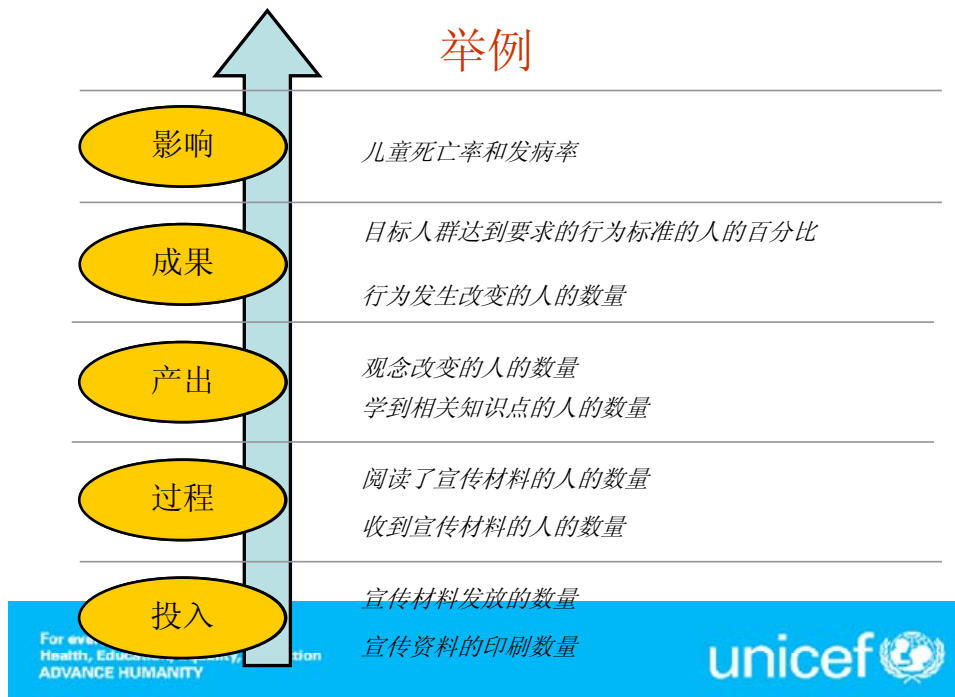 举例
影响
儿童死亡率和发病率
成果
目标人群达到要求的行为标准的人的百分比
行为发生改变的人的数量
产出
观念改变的人的数量
学到相关知识点的人的数量
过程
阅读了宣传材料的人的数量
收到宣传材料的人的数量
投入
宣传材料发放的数量
宣传资料的印刷数量
For
Health,
ADVANCE HUMANITY
unicef